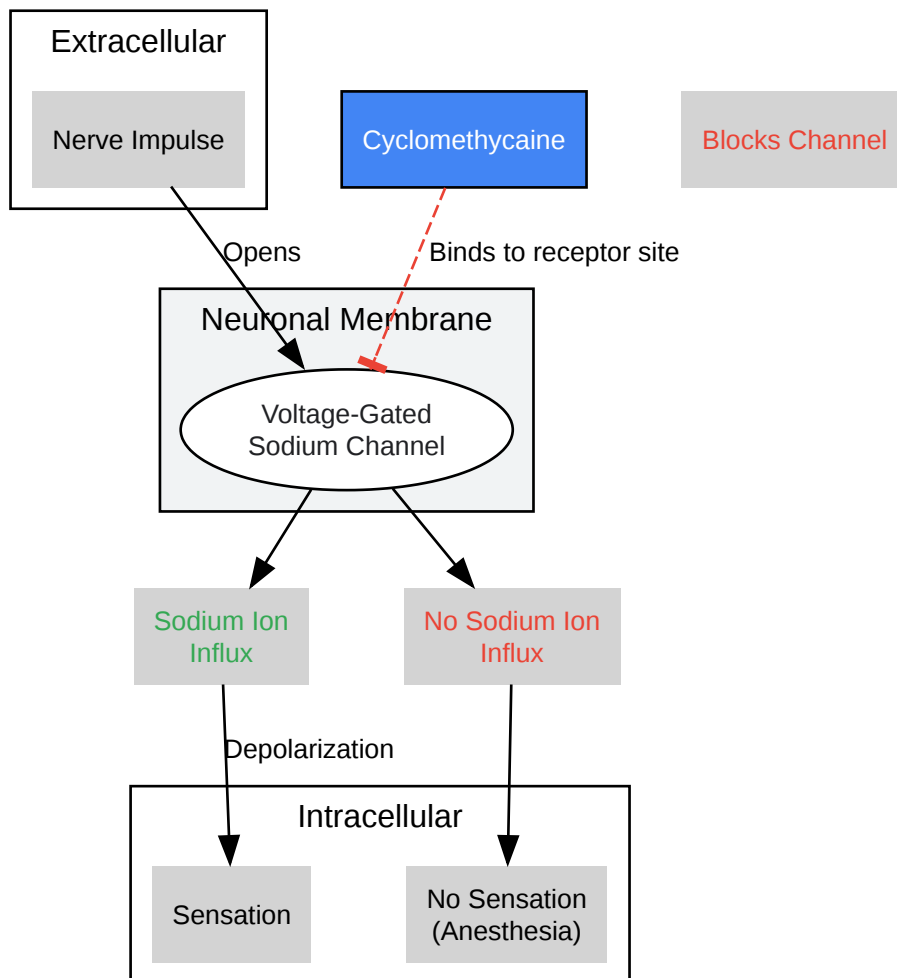 Extracellular
Nerve Impulse
Cyclomethycaine
Blocks Channel
Opens
Binds to receptor site
Neuronal Membrane
Voltage-Gated
Sodium Channel
Sodium Ion
Influx
No Sodium Ion
Influx
Depolarization
Intracellular
Sensation
No Sensation
(Anesthesia)